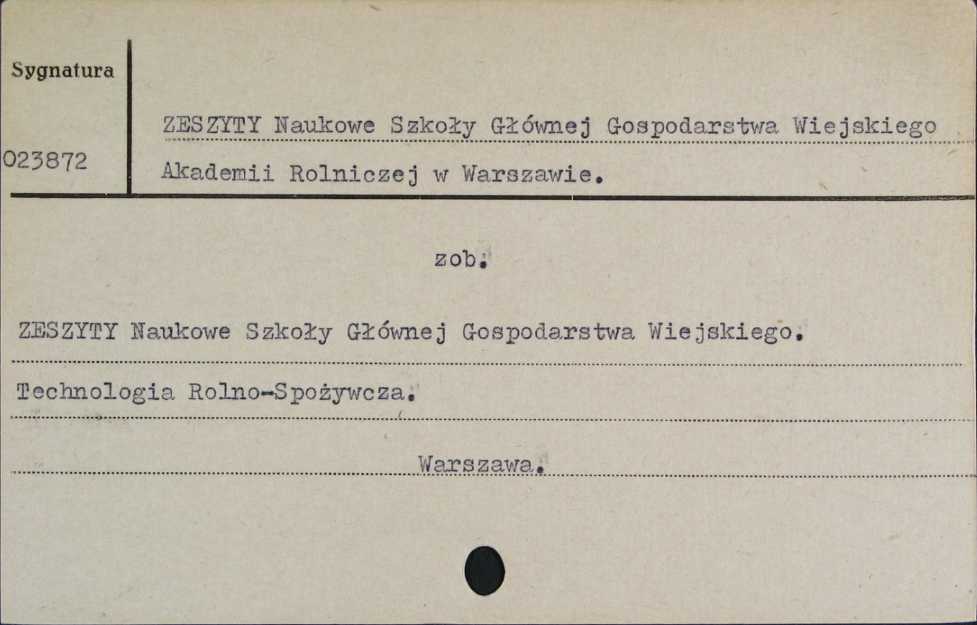 Sygnatura
ZESZYTY Naukowe Szkoły Głównej Gospodarstwa Wiejskiego
023872
Akademii Rolniczej w Warszawie.
zob.
ZESZYTY Naukowe Szkoły Głównej Gospodarstwa Wiejskiego.
Technologia Rolno-Spożywcza.
Warszawa.